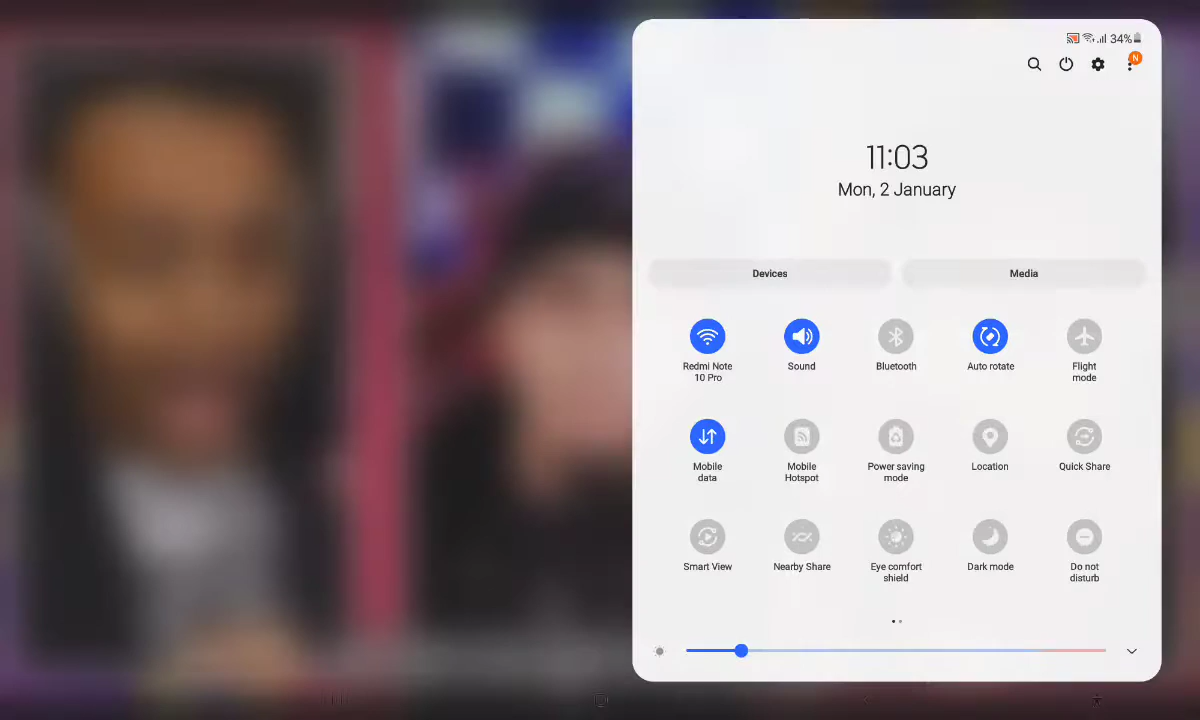 34%
N
11:03
Mon, 2 January
Devices
Media
Redmi Note
10 Pro
Sound
Bluetooth
Auto rotate
Flight
mode
Mobile
data
Mobile
Hotspot
Power saving
mode
Location
Quick Share
Smart View
Nearby Share
Eye comfort
shield
Dark mode
Do not
disturb